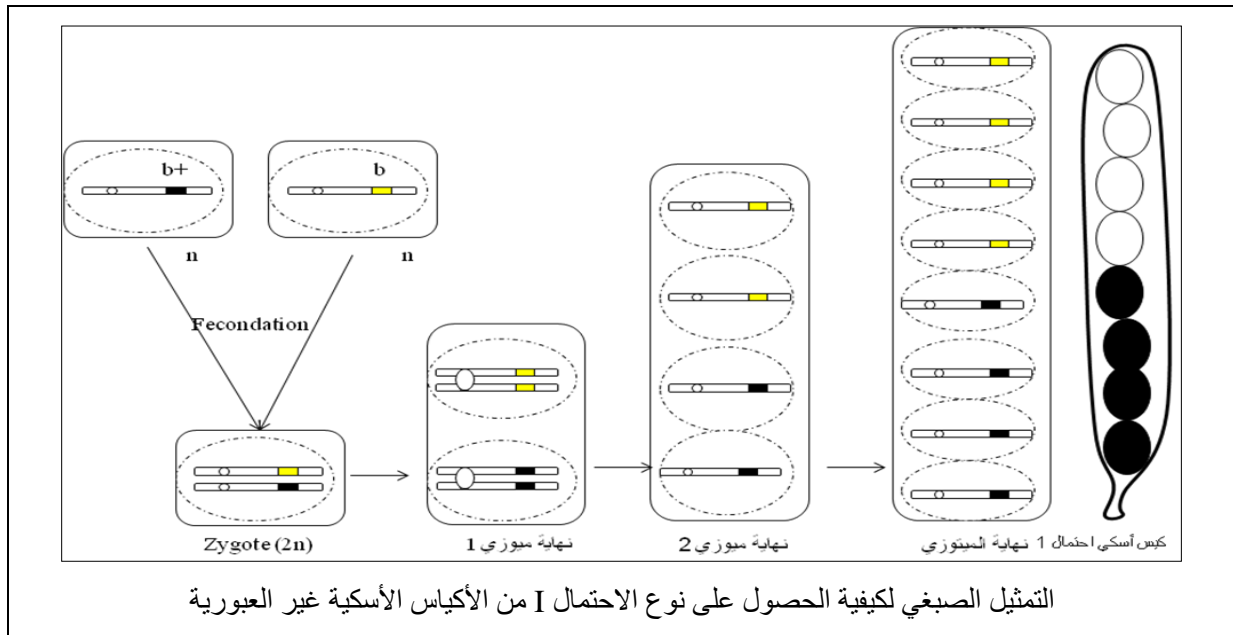 b+
b
n
n
Fecondation
Zygote (2n)
نهاية ميوزي 1
نهاية ميوزي 2
نهاية الميتوزي
كيس أسكي احتمال 1
التمثيل الصبغي لكيفية الحصول على نوع الاحتمال I من الأكياس الأسكية غير العبورية